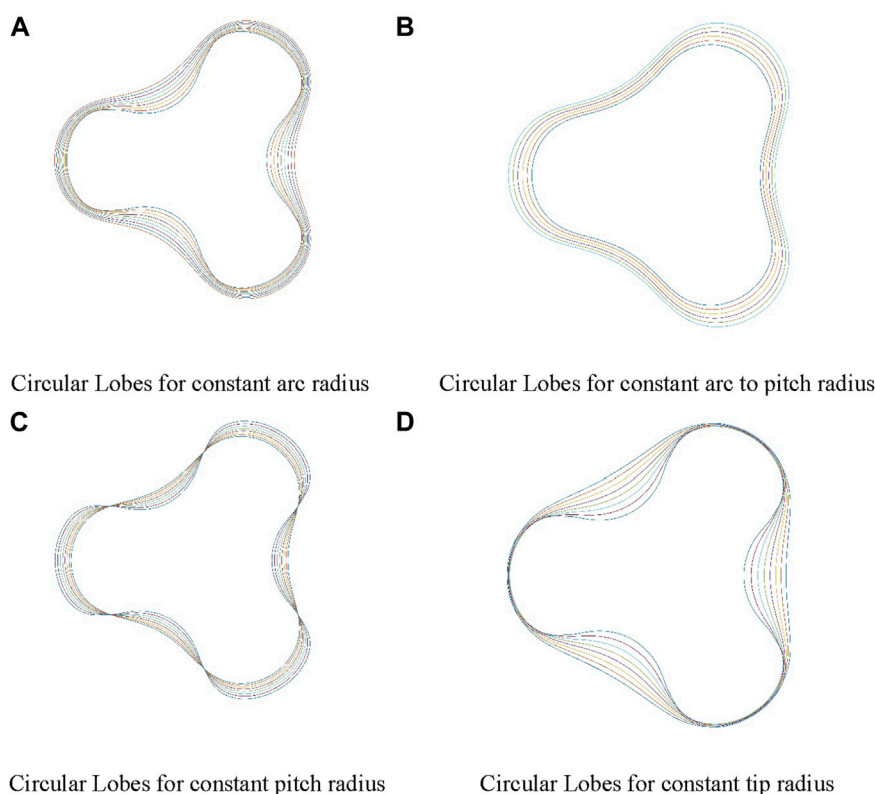 A
B
Circular Lobes for constant arc radius
Circular Lobes for constant arc to pitch radius
C
D
Circular Lobes for constant pitch radius
Circular Lobes for constant tip radius